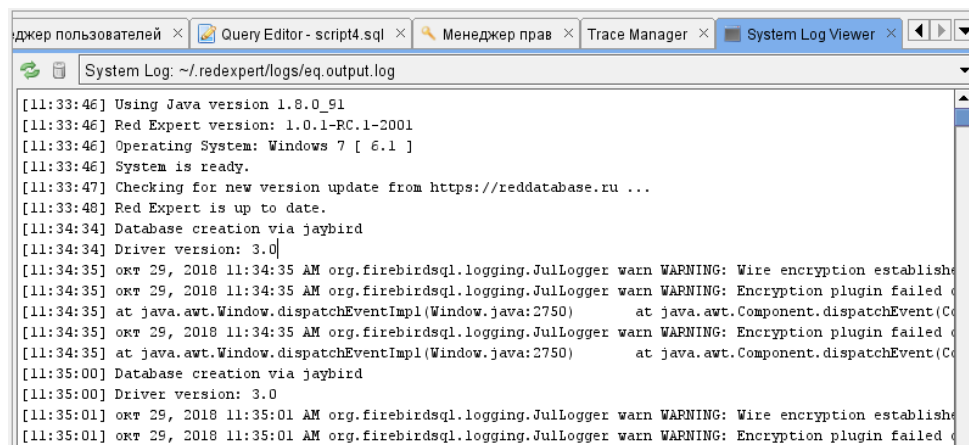 джер пользователей × Query Editor - script4.sql × Менеджер прав × Trace Manager × System Log Viewer ×
System Log: ~/.redexpert/logs/eq.output.log
[11:33:46] Using Java version 1.8.0_91
[11:33:46] Red Expert version: 1.0.1-RC.1-2001
[11:33:46] Operating System: Windows 7 [ 6.1 ]
[11:33:46] System is ready.
[11:33:47] Checking for new version update from https://reddatabase.ru ...
[11:33:48] Red Expert is up to date.
[11:34:34] Database creation via jaybird
[11:34:34] Driver version: 3.0
[11:34:35] окт 29, 2018 11:34:35 AM org.firebirdsql.logging.JulLogger warn WARNING: Wire encryption establishe
[11:34:35] окт 29, 2018 11:34:35 AM org.firebirdsql.logging.JulLogger warn WARNING: Encryption plugin failed
[11:34:35] at java.awt.Window.dispatchEventImpl(Window.java:2750) at java.awt.Component.dispatchEvent(Co
[11:34:35] окт 29, 2018 11:34:35 AM org.firebirdsql.logging.JulLogger warn WARNING: Encryption plugin failed
[11:34:35] at java.awt.Window.dispatchEventImpl(Window.java:2750) at java.awt.Component.dispatchEvent(Co
[11:35:00] Database creation via jaybird
[11:35:00] Driver version: 3.0
[11:35:01] окт 29, 2018 11:35:01 AM org.firebirdsql.logging.JulLogger warn WARNING: Wire encryption establishe
[11:35:01] окт 29, 2018 11:35:01 AM org.firebirdsql.logging.JulLogger warn WARNING: Encryption plugin failed